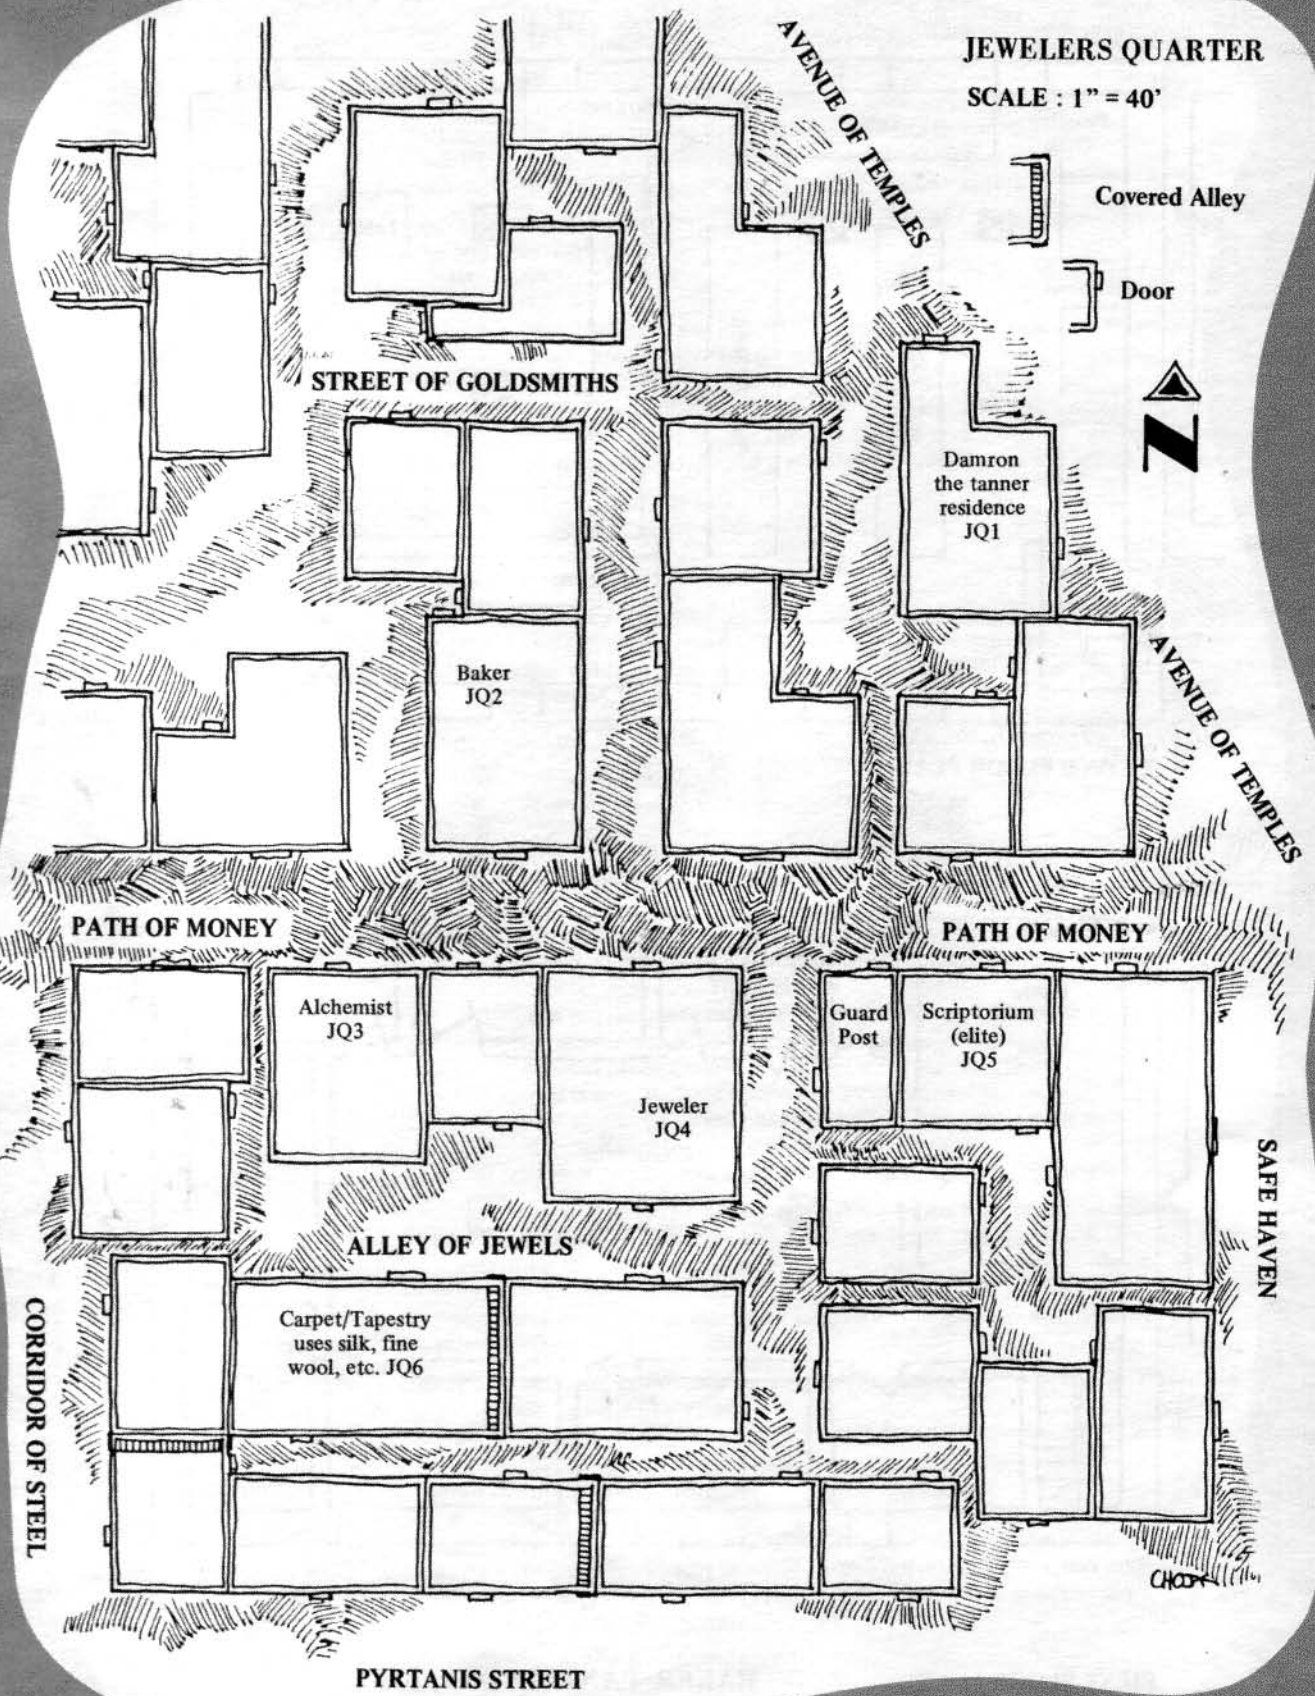 JEWELERS QUARTER
SCALE : 1" = 40'
AVENUE OF TEMPLES
Covered Alley
Door
N
STREET OF GOLDSMITHS
Damron
the tanner
residence
JQ1
Baker
JQ2
AVENUE OF TEMPLES
PATH OF MONEY
PATH OF MONEY
Alchemist
JQ3
Jeweler
JQ4
Guard
Post
Scriptorium
(elite)
JQ5
SAFE HAVEN
ALLEY OF JEWELS
CORRIDOR OF STEEL
Carpet/Tapestry
uses silk, fine
wool, etc. JQ6
PYRTANIS STREET